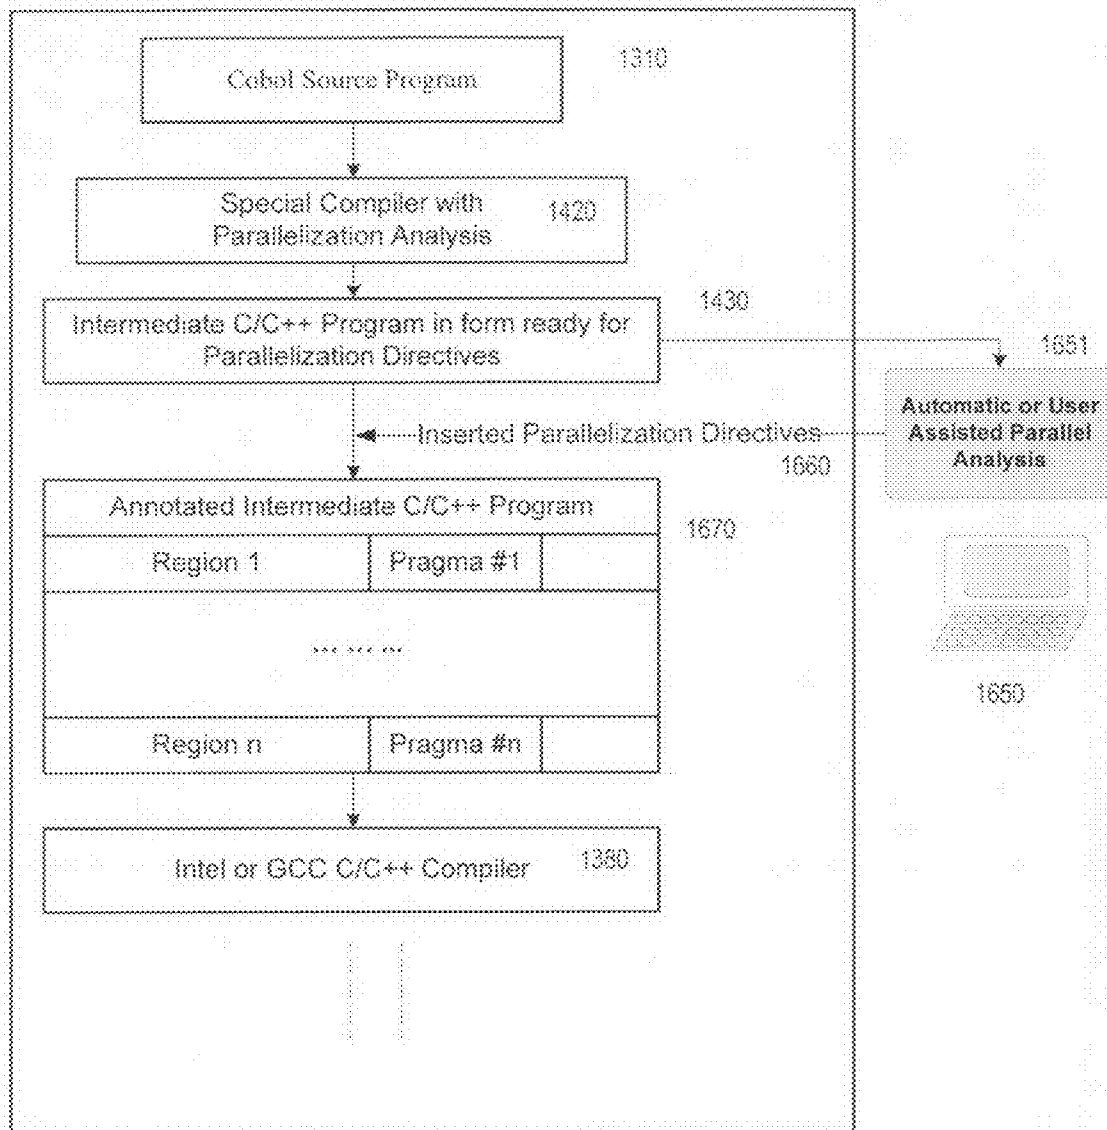 Cobol Source Program
1310
Special Compiler with
Parallelization Analysis
1420
Intermediate C/C++ Program in form ready for
Parallelization Directives
1430
1651
Automatic or User
Assisted Parallel
Analysis
Inserted Parallelization Directives
1660
Annotated Intermediate C/C++ Program
1670
Region 1 Pragma #1
... ... ...
Region n Pragma #n
1650
Intel or GCC C/C++ Compiler
1380